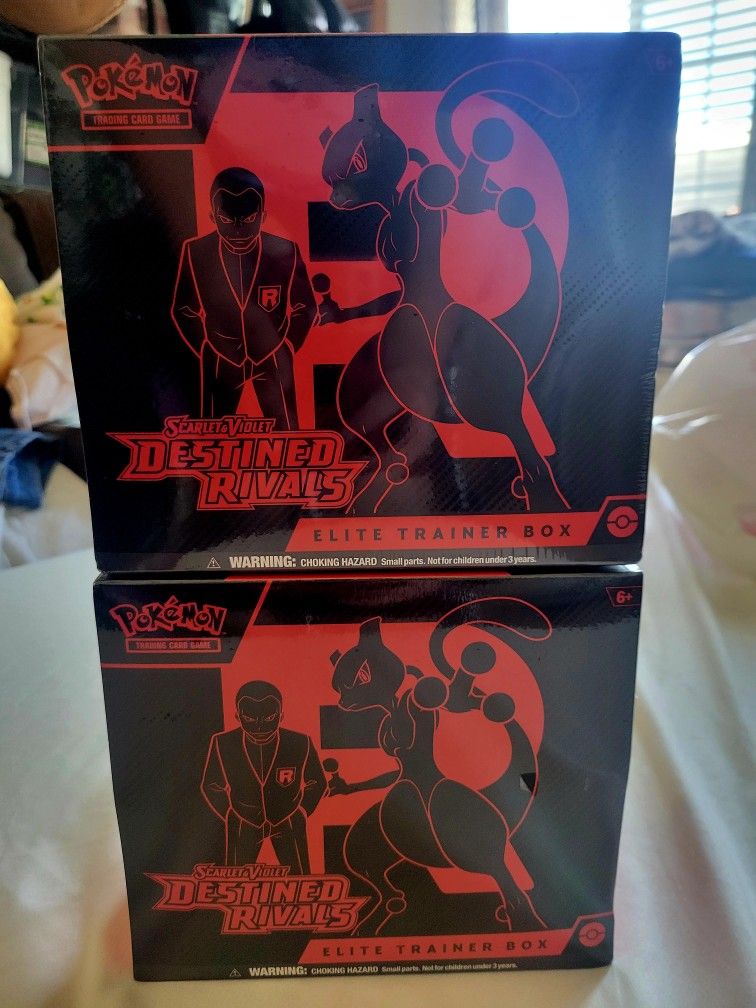 POKéMON
TRADING CARD GAME
6+
R
SCARLET & VIOLET
DESTINED
RIVALS
ELITE TRAINER BOX
WARNING: CHOKING HAZARD Small parts. Not for children under 3 years.
POKéMON
TRADING CARD GAME
6+
R
SCARLET & VIOLET
DESTINED
RIVALS
ELITE TRAINER BOX
WARNING: CHOKING HAZARD Small parts. Not for children under 3 years.